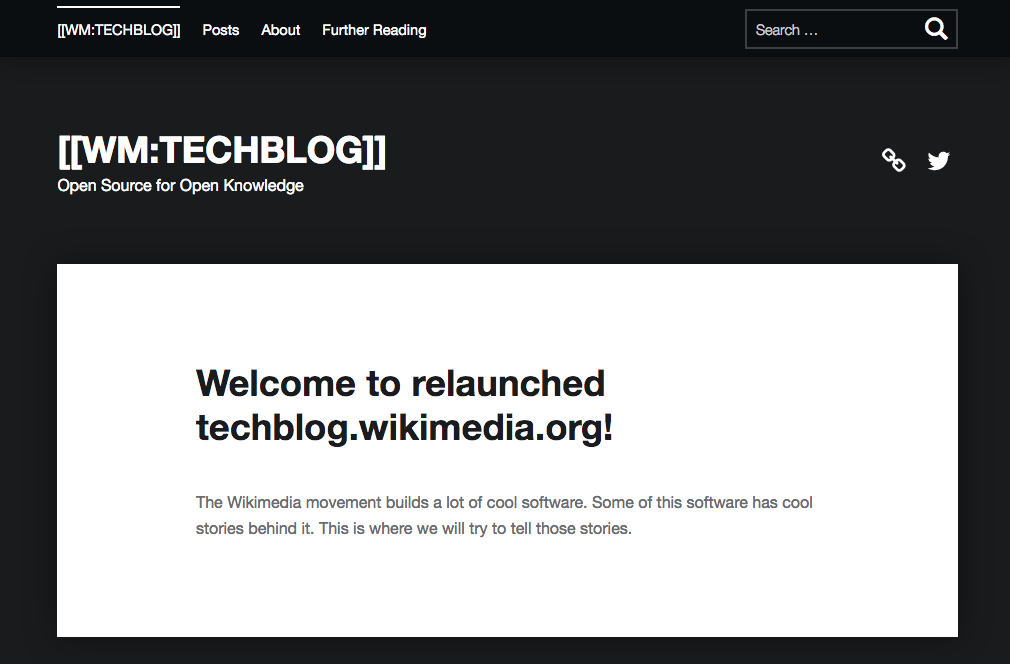 [[WM:TECHBLOG]] Posts About Further Reading Search …
[[WM:TECHBLOG]]
Open Source for Open Knowledge
Welcome to relaunched
techblog.wikimedia.org!
The Wikimedia movement builds a lot of cool software. Some of this software has cool
stories behind it. This is where we will try to tell those stories.